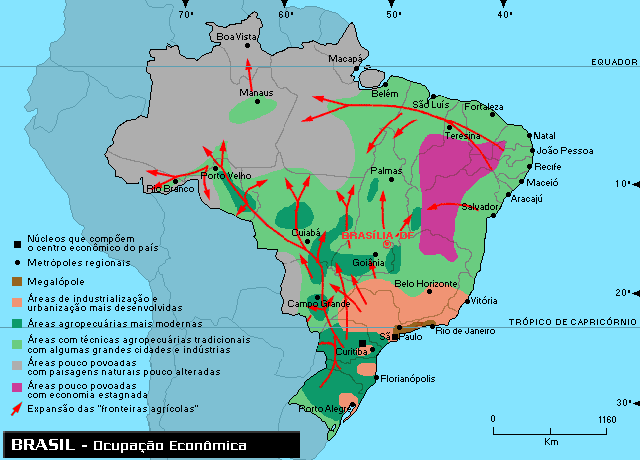 70°
60°
50°
40°
Boa Vista
Macapá
EQUADOR
Manaus
Belém
São Luís
Fortaleza
Teresina
Natal
João Pessoa
Porto Velho
Palmas
Recife
Rio Branco
Maceió
10°
Aracajú
Salvador
Cuiabá
BRASÍLIA-DF
Goiânia
Belo Horizonte
20°
Campo Grande
Vitória
TRÓPICO DE CAPRICÓRNIO
Rio de Janeiro
São Paulo
Curitiba
Florianópolis
Porto Alegre
30°
Núcleos que compõem
o centro econômico do país
Metrópoles regionais
Megalópole
Áreas de industrialização e
urbanização mais desenvolvidas
Áreas agropecuárias mais modernas
Áreas com técnicas agropecuárias tradicionais
com algumas grandes cidades e indústrias
Áreas pouco povoadas
com paisagens naturais pouco alteradas
Áreas pouco povoadas
com economia estagnada
Expansão das "fronteiras agrícolas"
0 1160
Km
BRASIL - Ocupação Econômica